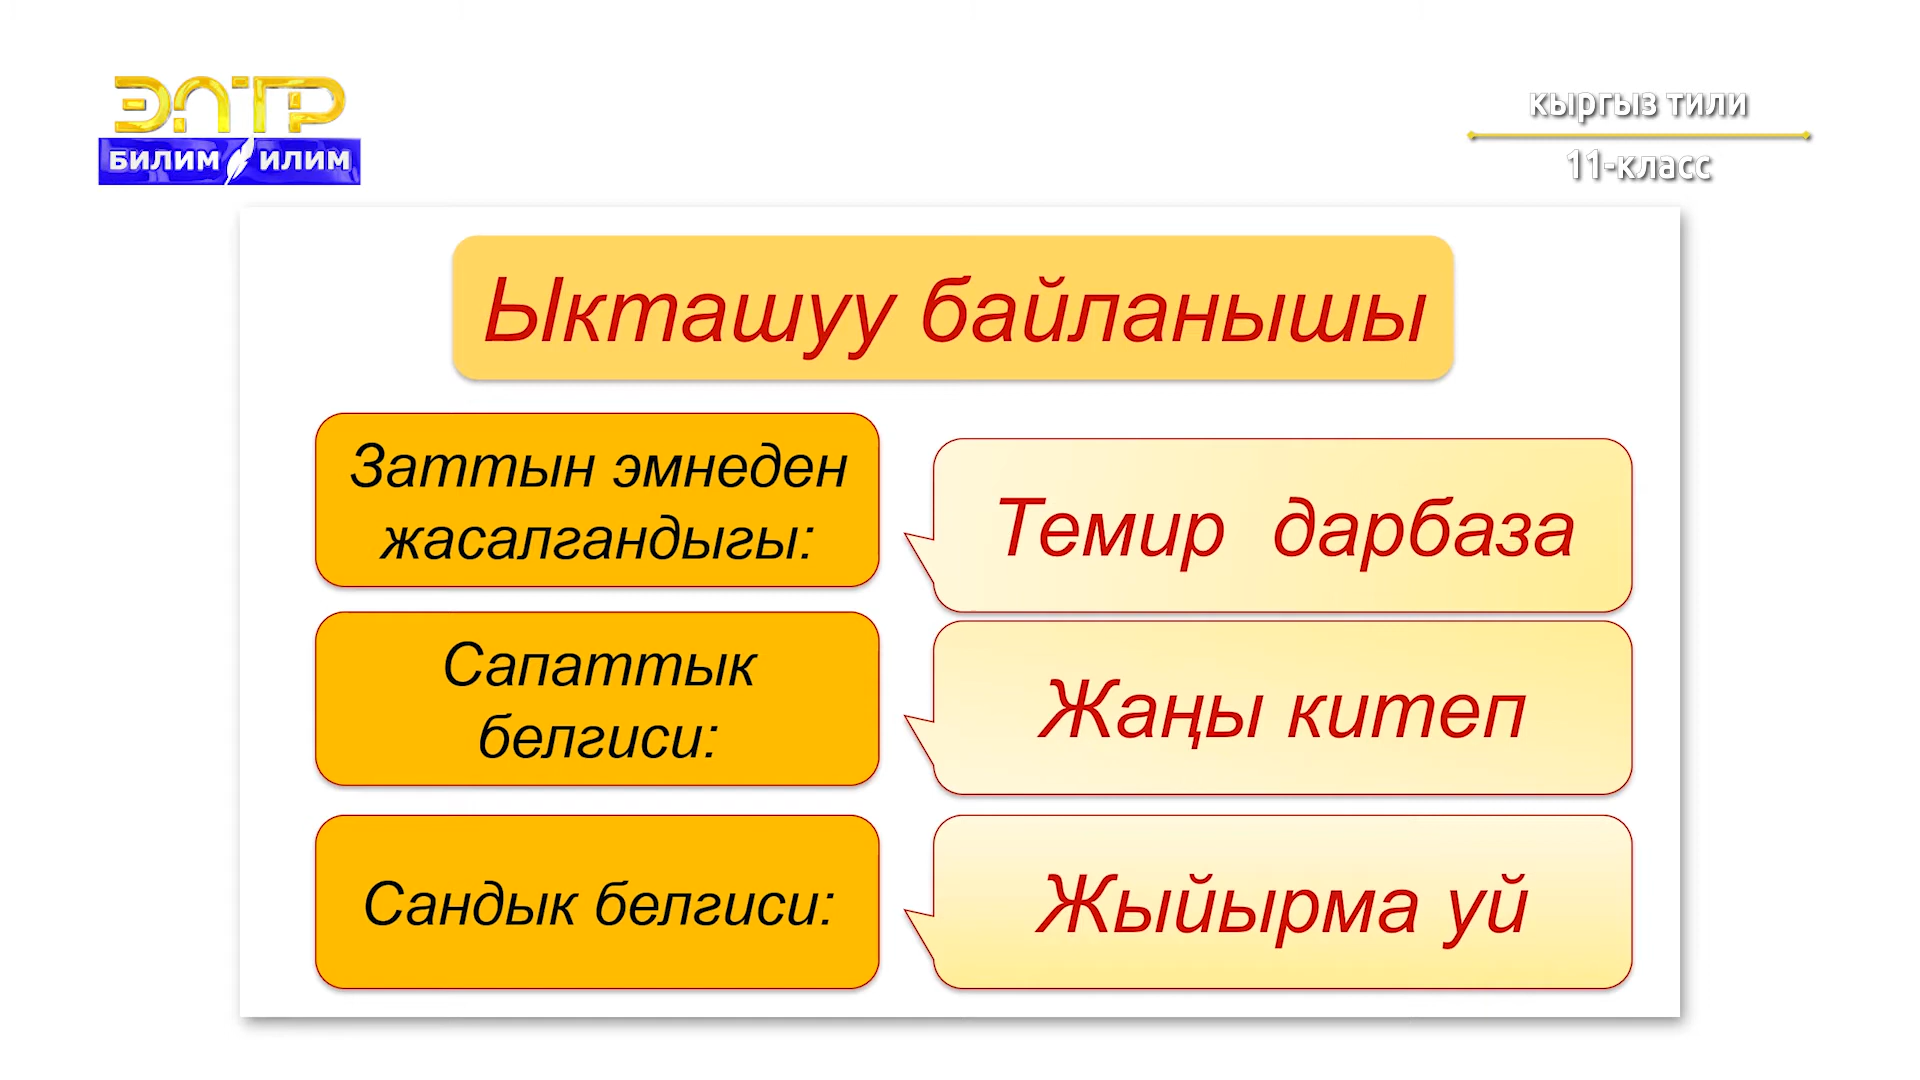 ЭЛТР
БИЛИМ ИЛИМ
кыргыз тили
11-класс
Ыкташуу байланышы
Заттын эмнеден
жасалгандыгы:
Темир дарбаза
Сапаттык
белгиси:
Жаңы китеп
Сандык белгиси:
Жыйырма уй